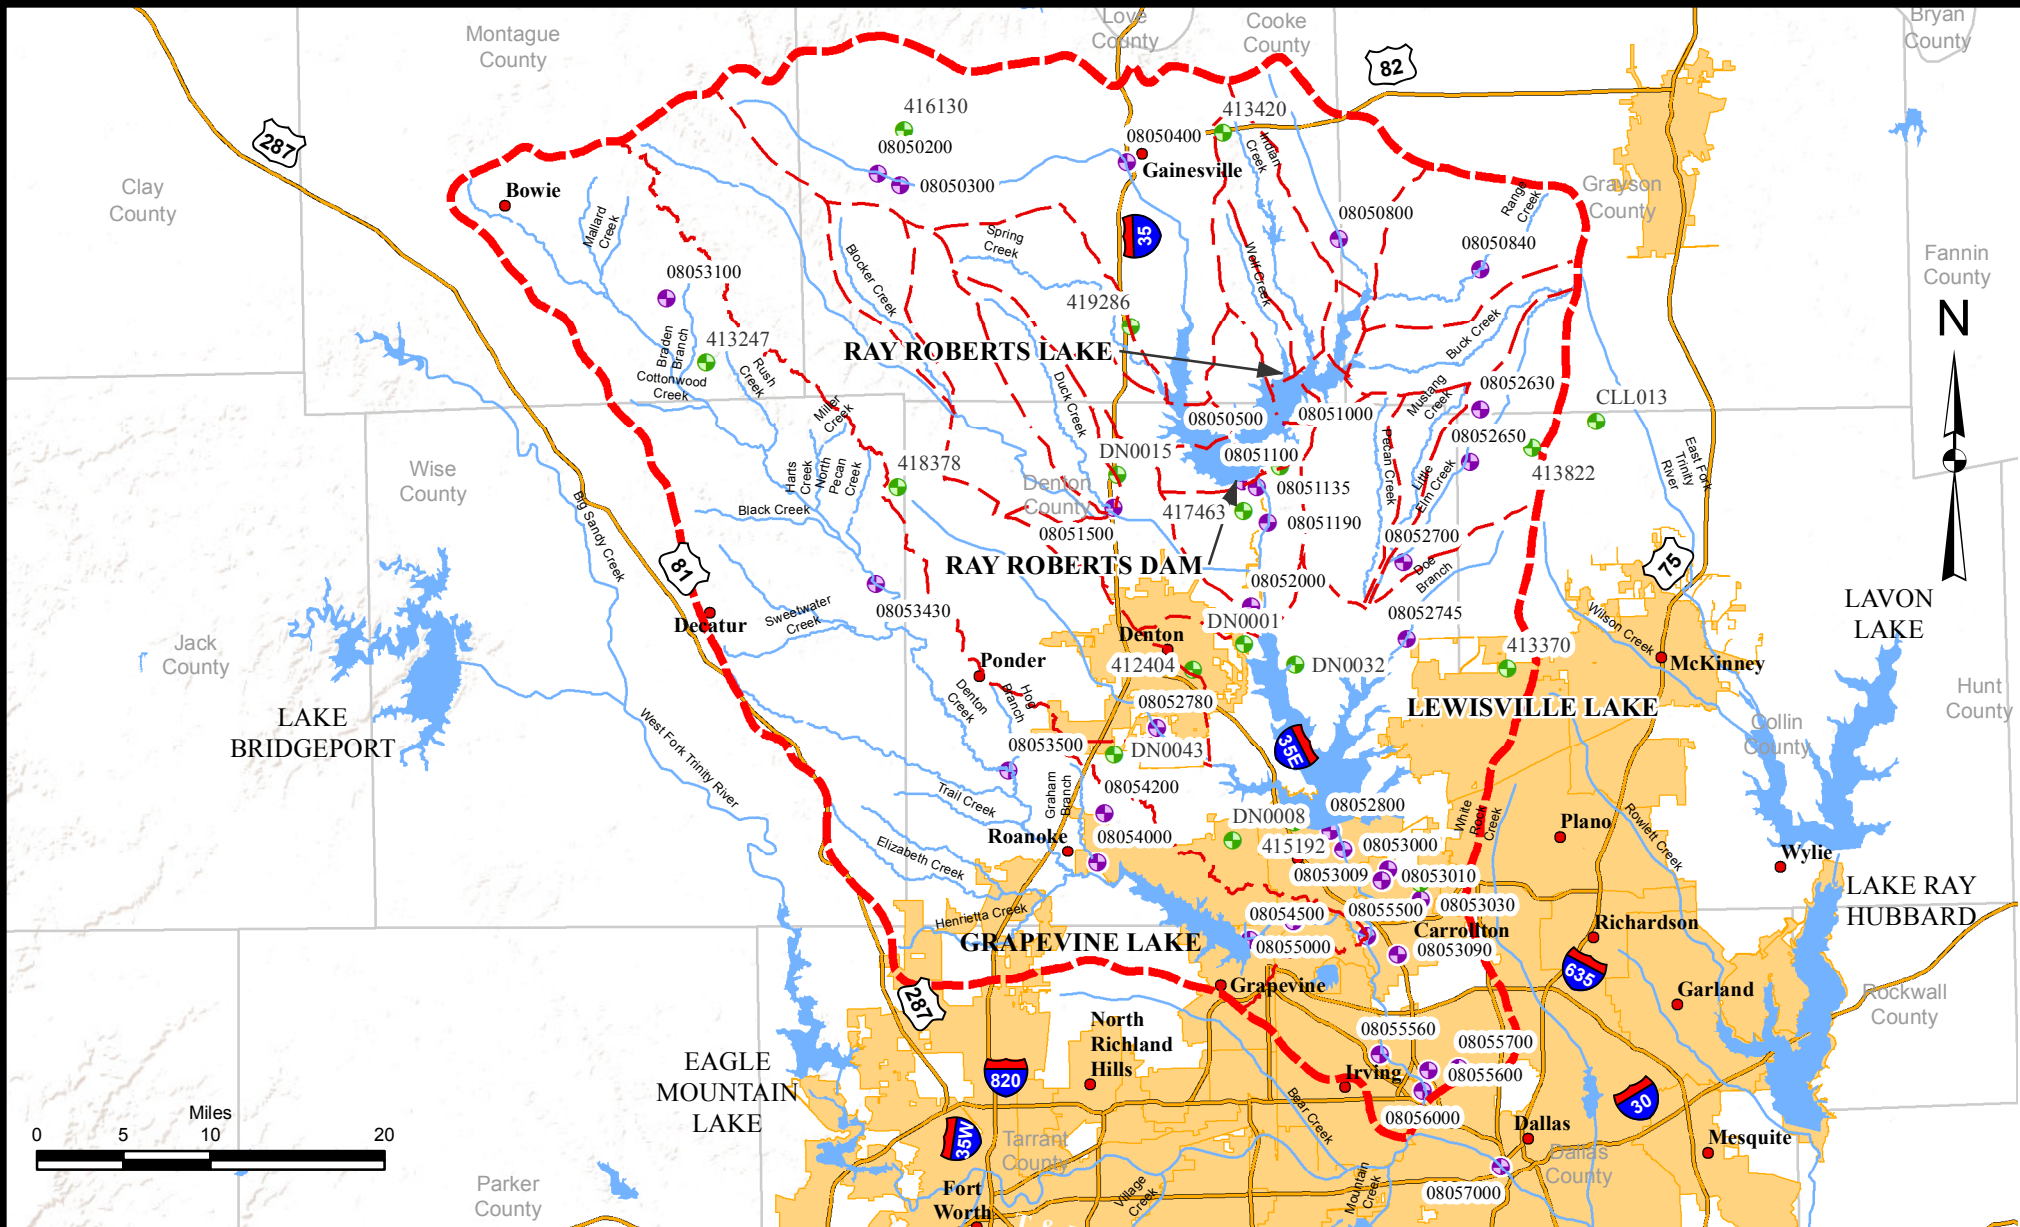 Montague
County
Love
County
Cooke
County
Bryan
County
82
287
416130
413420
08050400
08050200
Gainesville
08050300
Indian
Creek
Clay
County
Bowie
Grayson
County
Range
Creek
Mallard
Creek
08050800
35
Spring
Creek
08050840
Fannin
County
Blocker Creek
Wolf Creek
08053100
419286
N
413247
Braden
Branch
RAY ROBERTS LAKE
Buck Creek
Rush
Creek
Cottonwood
Creek
Duck Creek
Mustang
Creek
08052630
CLL013
Miller
Creek
08050500
08051000
08052650
Wise
County
Harts
Creek
North
Pecan
Creek
418378
DN0015
08051100
Pecan Creek
Little
Elm Creek
East Fork
Trinity
River
413822
Denton
County
08051135
Black Creek
417463
08051190
08051500
Big Sandy Creek
08052700
81
RAY ROBERTS DAM
Doe
Branch
75
08052000
LAVON
LAKE
Sweetwater
Creek
08053430
08052745
Wilson Creek
Decatur
DN0001
Jack
County
Denton
413370
Ponder
412404
DN0032
McKinney
Denton
Creek
Hog
Branch
08052780
LEWISVILLE LAKE
Hunt
County
LAKE
BRIDGEPORT
West Fork Trinity River
08053500
DN0043
35E
Collin
County
Graham
Branch
08054200
Trail Creek
08052800
White
Rock
Creek
Rowlett Creek
DN0008
Plano
Roanoke
08054000
415192
08053000
Wylie
Elizabeth Creek
08053009
08053010
LAKE RAY
HUBBARD
Henrietta Creek
08054500
08055500
08053030
Richardson
GRAPEVINE LAKE
08055000
Carrollton
08053090
635
Grapevine
Garland
Rockwall
County
287
North
Richland
Hills
08055560
08055700
EAGLE
MOUNTAIN
LAKE
820
Irving
08055600
30
Bear Creek
08056000
Miles
0
5
10
20
35W
Tarrant
County
Dallas
Mesquite
Dallas
County
Parker
County
Fort
Worth
Village
Creek
Mountain
Creek
08057000